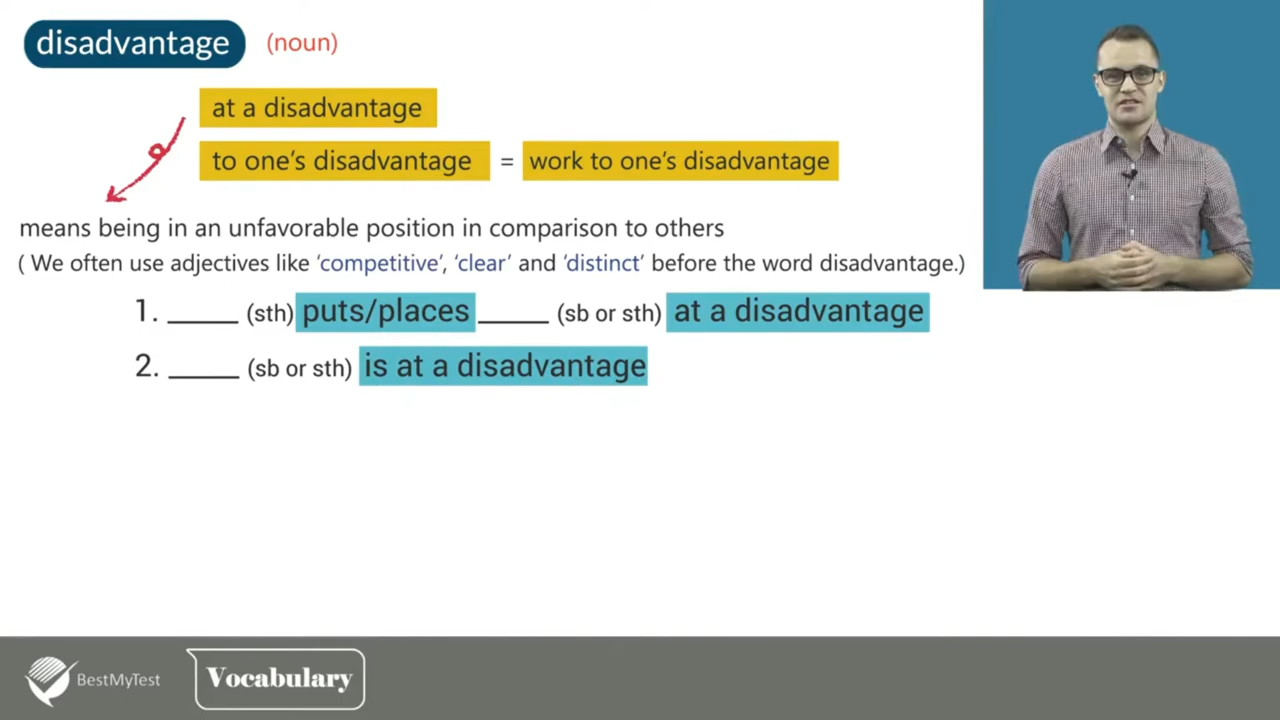 disadvantage (noun)
at a disadvantage
to one's disadvantage = work to one's disadvantage
means being in an unfavorable position in comparison to others
( We often use adjectives like 'competitive', 'clear' and 'distinct' before the word disadvantage.)
1. _____ (sth) puts/places _____ (sb or sth) at a disadvantage
2. _____ (sb or sth) is at a disadvantage
BestMyTest Vocabulary